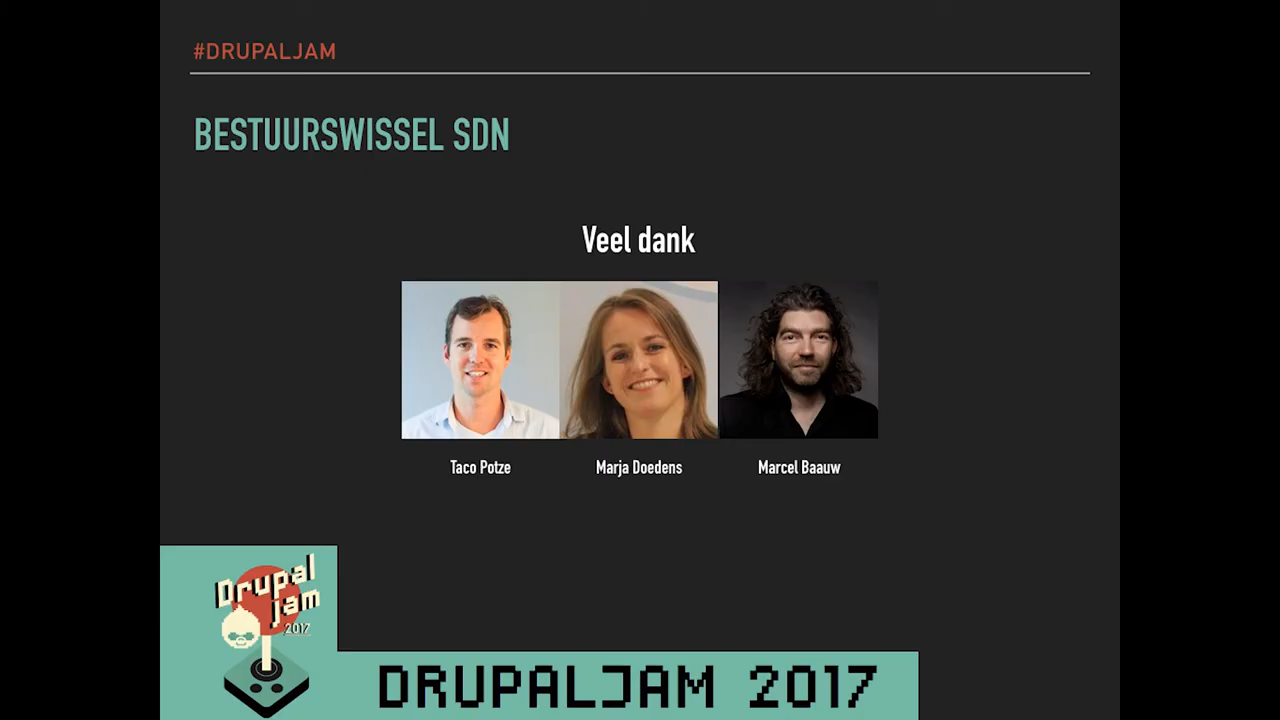 #DRUPALJAM
BESTUURSWISSEL SDN
Veel dank
Taco Potze
Marja Doedens
Marcel Baauw
Drupal
jam
2017
DRUPALJAM 2017